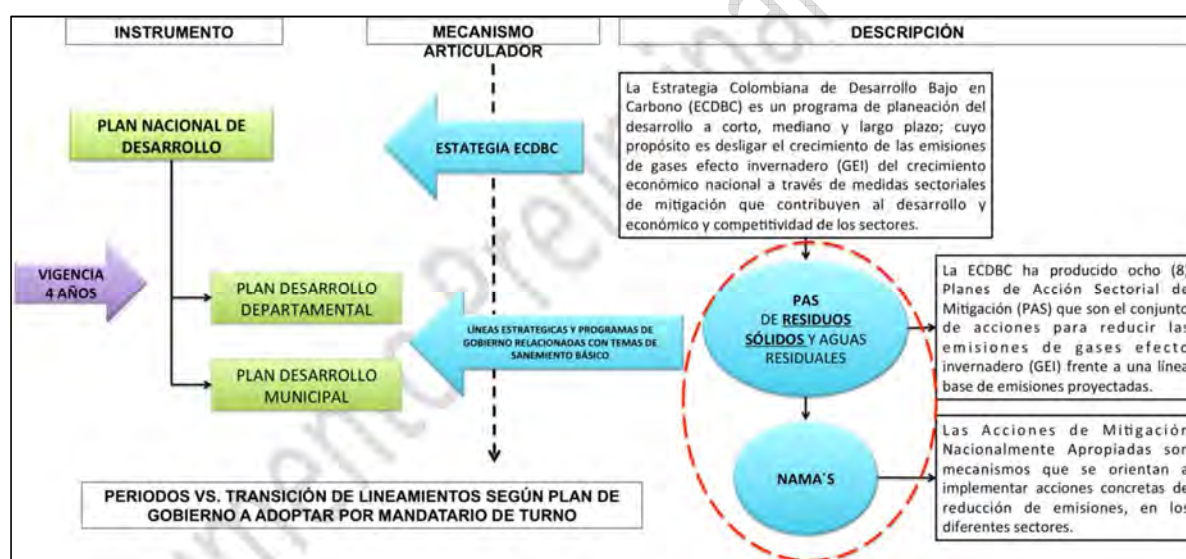 INSTRUMENTO
MECANISMO
ARTICULADOR
DESCRIPCIÓN
PLAN NACIONAL DE
DESARROLLO
ESTATEGIA ECDBC
La Estrategia Colombiana de Desarrollo Bajo en
Carbono (ECDBC) es un programa de planeación del
desarrollo a corto, mediano y largo plazo; cuyo
propósito es desligar el crecimiento de las emisiones
de gases efecto invernadero (GEI) del crecimiento
económico nacional a través de medidas sectoriales
de mitigación que contribuyen al desarrollo y
económico y competitividad de los sectores.
VIGENCIA
4 AÑOS
PLAN DESARROLLO
DEPARTAMENTAL
PLAN DESARROLLO
MUNICIPAL
LÍNEAS ESTRATEGICAS Y PROGRAMAS DE
GOBIERNO RELACIONADAS CON TEMAS DE
SANEMIENTO BÁSICO
PAS
DE RESIDUOS
SÓLIDOS Y AGUAS
RESIDUALES
La ECDBC ha producido ocho (8)
Planes de Acción Sectorial de
Mitigación (PAS) que son el conjunto
de acciones para reducir las
emisiones de gases efecto
invernadero (GEI) frente a una línea
base de emisiones proyectadas.
NAMA´S
Las Acciones de Mitigación
Nacionalmente Apropiadas son
mecanismos que se orientan a
implementar acciones concretas de
reducción de emisiones, en los
diferentes sectores.
PERIODOS VS. TRANSICIÓN DE LINEAMIENTOS SEGÚN PLAN DE
GOBIERNO A ADOPTAR POR MANDATARIO DE TURNO